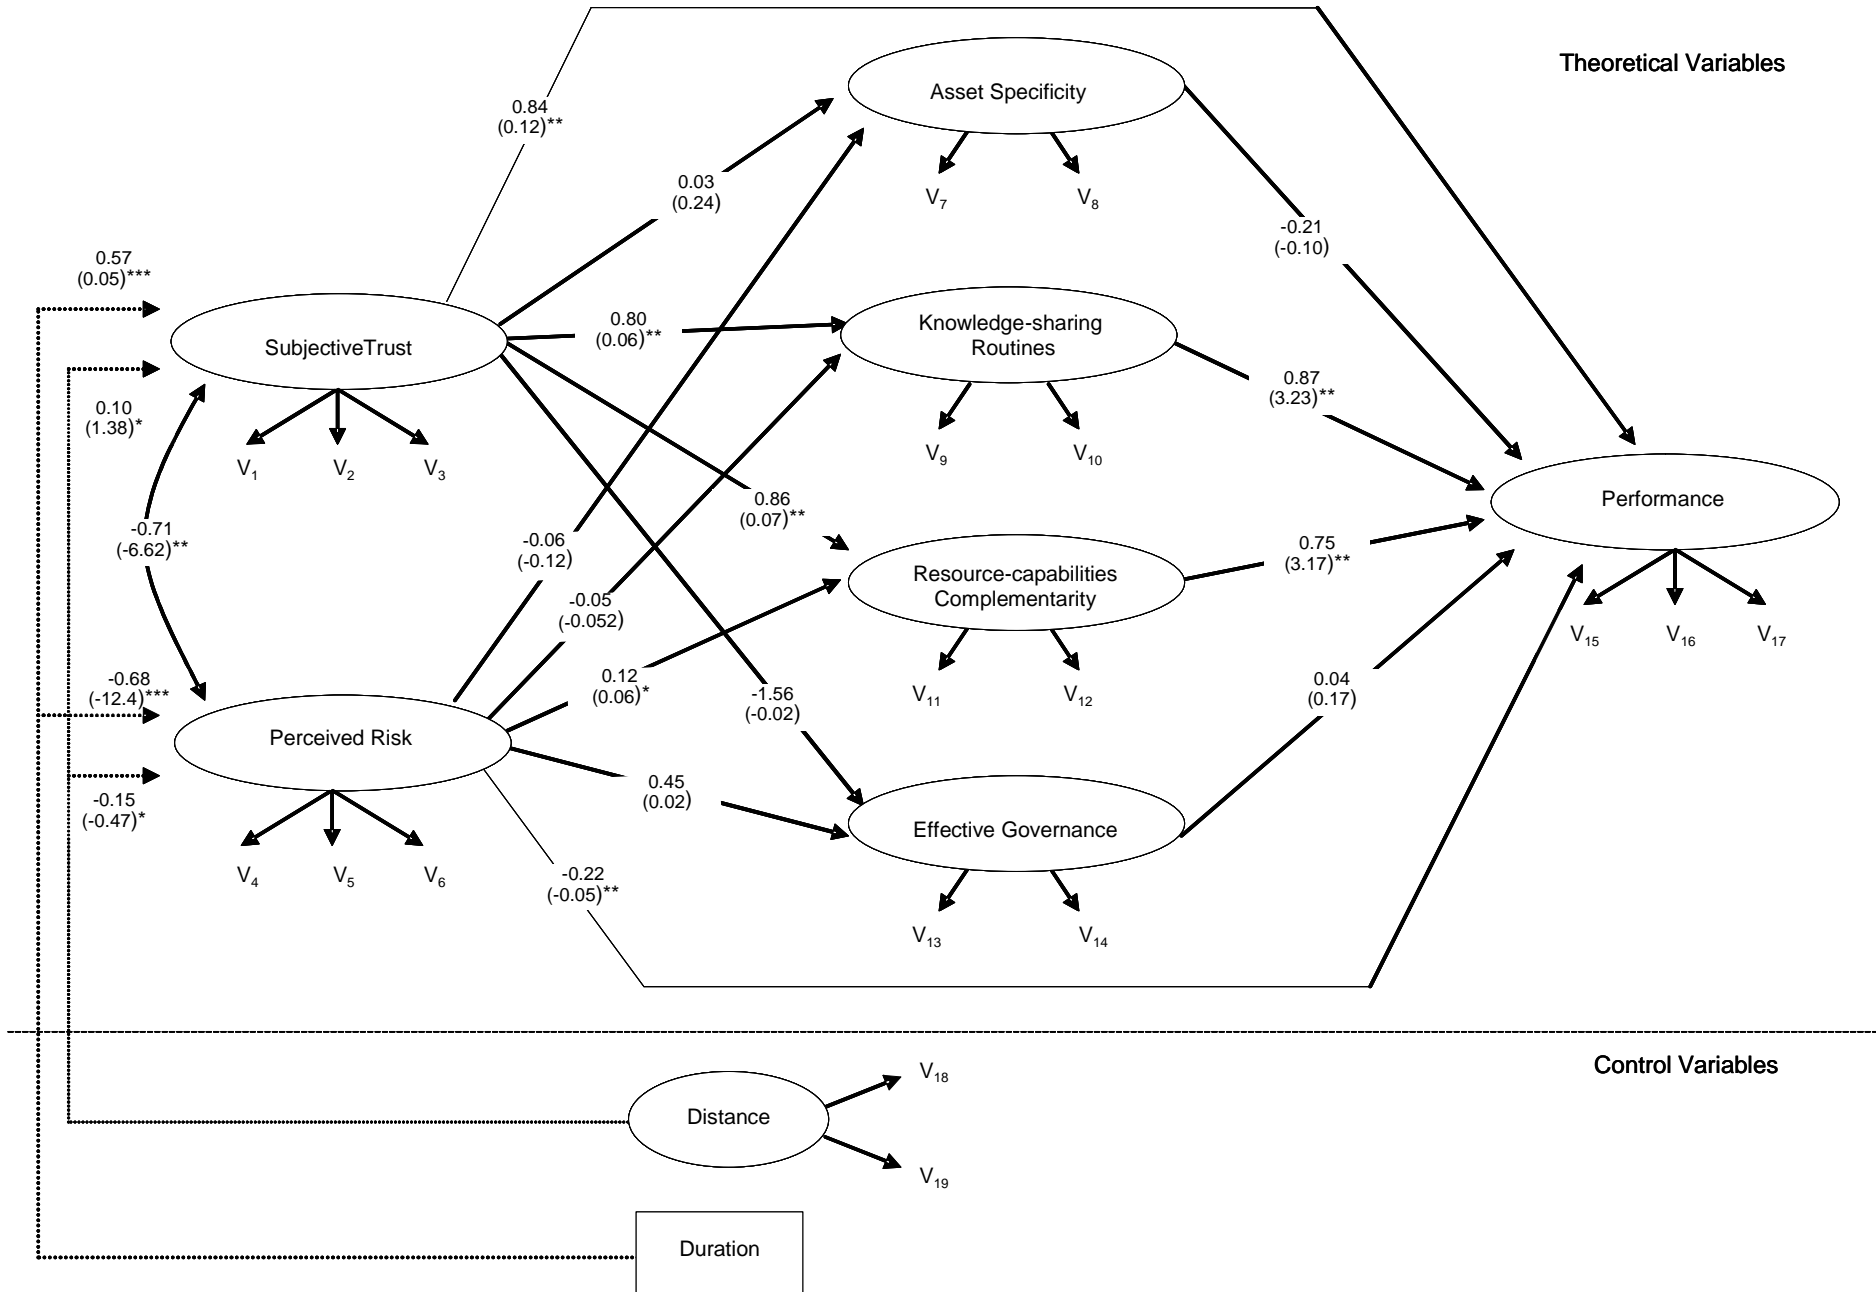 Theoretical Variables
Asset Specificity
0.84
(0.12)**
0.03
(0.24)
V7
V8
-0.21
(-0.10)
0.57
(0.05)***
SubjectiveTrust
0.80
(0.06)**
Knowledge-sharing
Routines
0.87
(3.23)**
0.10
(1.38)*
V1
V2
V3
V9
V10
0.86
(0.07)**
Performance
-0.71
(-6.62)**
-0.06
(-0.12)
Resource-capabilities
Complementarity
0.75
(3.17)**
-0.05
(-0.052)
V15
V16
V17
-0.68
(-12.4)***
0.12
(0.06)*
-1.56
(-0.02)
V11
V12
0.04
(0.17)
Perceived Risk
-0.15
(-0.47)*
0.45
(0.02)
Effective Governance
V4
V5
V6
-0.22
(-0.05)**
V13
V14
Control Variables
Distance
V18
V19
Duration